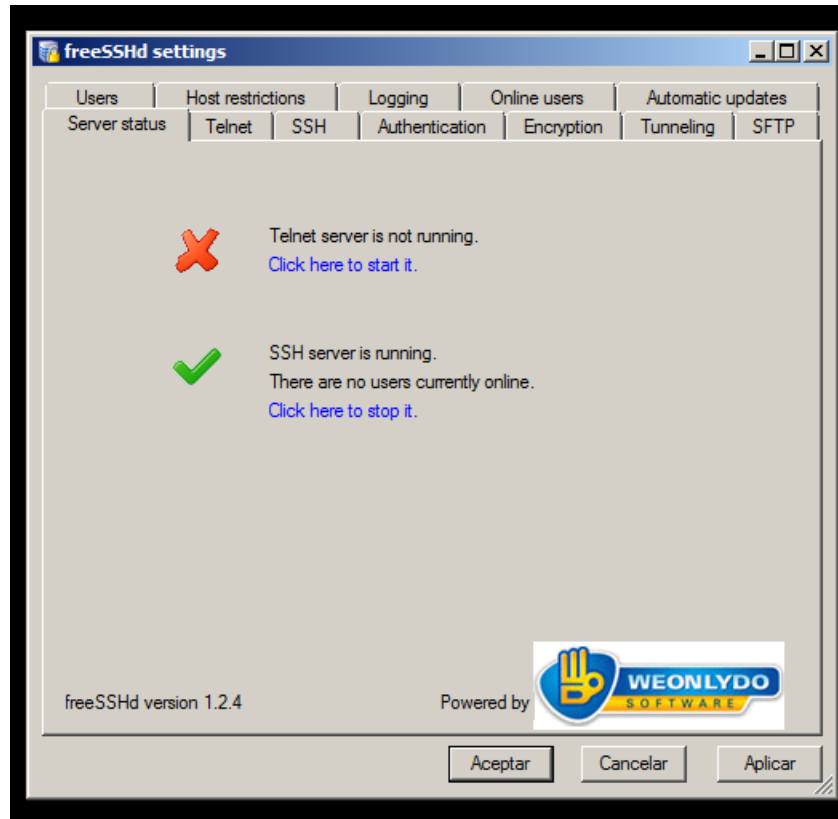 freeSSHd settings
Users Host restrictions Logging Online users Automatic updates
Server status Telnet SSH Authentication Encryption Tunneling SFTP
Telnet server is not running.
Click here to start it.
SSH server is running.
There are no users currently online.
Click here to stop it.
freeSSHd version 1.2.4 Powered by
WEONLYDO
SOFTWARE
Aceptar Cancelar Aplicar